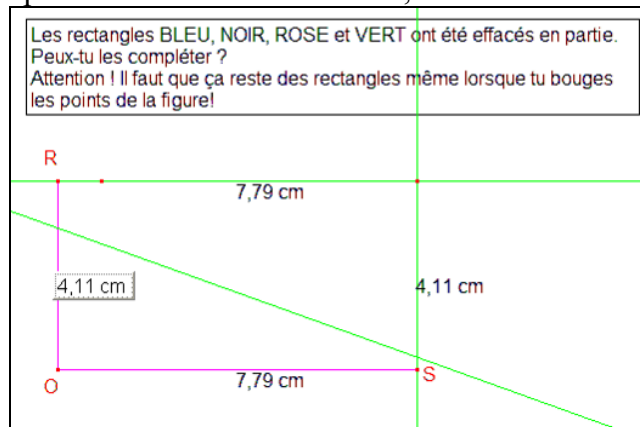 Les rectangles BLEU, NOIR, ROSE et VERT ont été effacés en partie.
Peux-tu les compléter ?
Attention ! Il faut que ça reste des rectangles même lorsque tu bouges
les points de la figure!
R
7,79 cm
4,11 cm
4,11 cm
O
7,79 cm
S